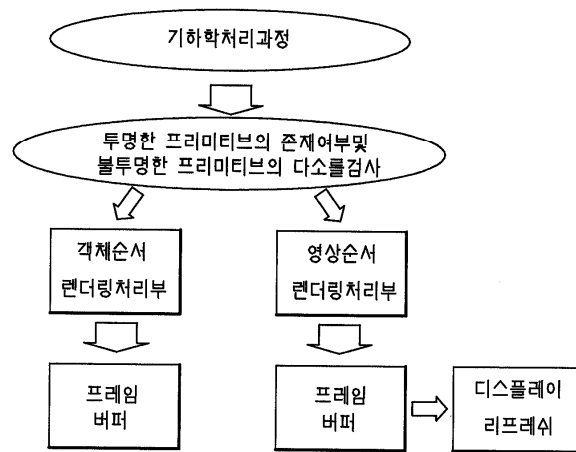 기하학처리과정
투명한 프리미티브의 존재여부및
불투명한 프리미티브의 다소를검사
객체순서
렌더링처리부
영상순서
렌더링처리부
프레임
버퍼
프레임
버퍼
디스플레이
리프레쉬